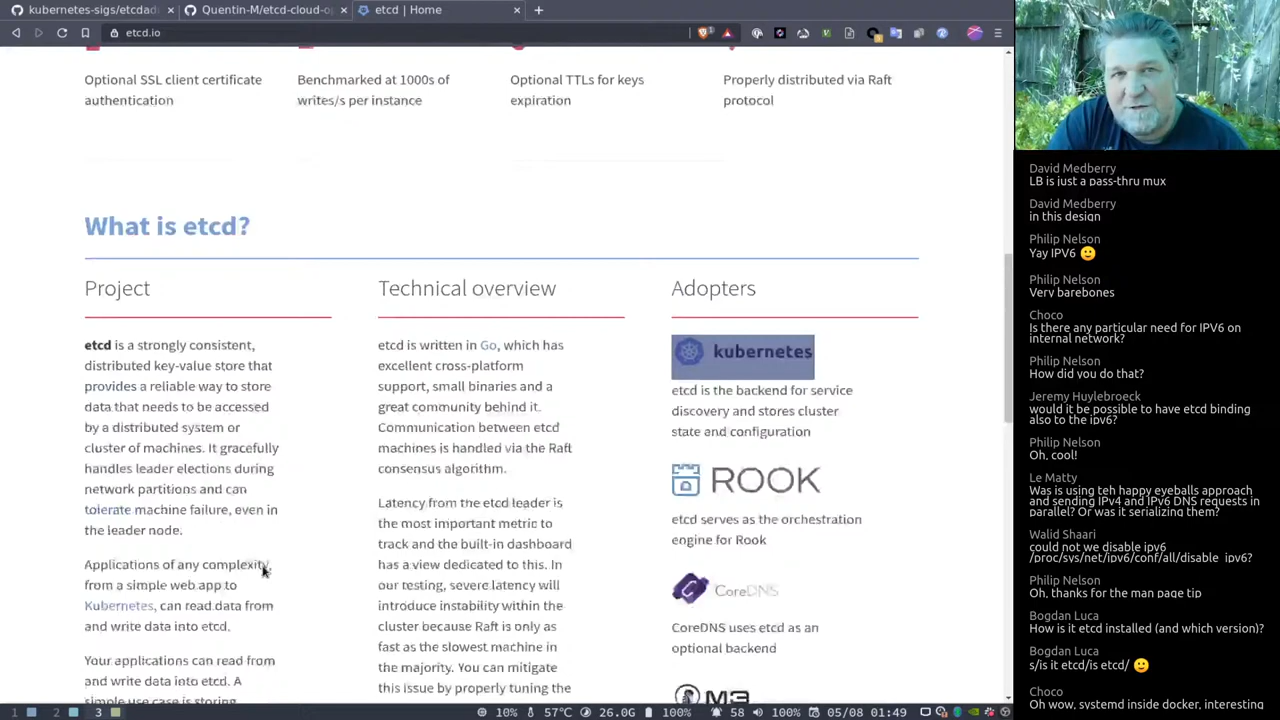 kubernetes-sigs/etcdad
Quentin-M/etcd-cloud-op
etcd | Home
etcd.io
Optional SSL client certificate
authentication
Benchmarked at 1000s of
writes/s per instance
Optional TTLs for keys
expiration
Properly distributed via Raft
protocol
What is etcd?
Project
etcd is a strongly consistent,
distributed key-value store that
provides a reliable way to store
data that needs to be accessed
by a distributed system or
cluster of machines. It gracefully
handles leader elections during
network partitions and can
tolerate machine failure, even in
the leader node.
Applications of any complexity,
from a simple web app to
Kubernetes, can read data from
and write data into etcd.
Your applications can read from
and write data into etcd. A
simple use case is storing
Technical overview
etcd is written in Go, which has
excellent cross-platform
support, small binaries and a
great community behind it.
Communication between etcd
machines is handled via the Raft
consensus algorithm.
Latency from the etcd leader is
the most important metric to
track and the built-in dashboard
has a view dedicated to this. In
our testing, severe latency will
introduce instability within the
cluster because Raft is only as
fast as the slowest machine in
the majority. You can mitigate
this issue by properly tuning the
Adopters
kubernetes
etcd is the backend for service
discovery and stores cluster
state and configuration
ROOK
etcd serves as the orchestration
engine for Rook
CoreDNS
CoreDNS uses etcd as an
optional backend
M3
David Medberry
LB is just a pass-thru mux
David Medberry
in this design
Philip Nelson
Yay IPV6 🙂
Philip Nelson
Very barebones
Choco
Is there any particular need for IPV6 on
internal network?
Philip Nelson
How did you do that?
Jeremy Huylebroeck
would it be possible to have etcd binding
also to the ipv6?
Philip Nelson
Oh, cool!
Le Matty
Was is using teh happy eyeballs approach
and sending IPv4 and IPv6 DNS requests in
parallel? Or was it serializing them?
Walid Shaari
could not we disable ipv6
/proc/sys/net/ipv6/conf/all/disable_ipv6?
Philip Nelson
Oh, thanks for the man page tip
Bogdan Luca
How is it etcd installed (and which version)?
Bogdan Luca
s/is it etcd/is etcd/ 🙂
Choco
Oh wow, systemd inside docker, interesting
1 2 3
10% 57°C 26.0G 100% 58 100% 05/08 01:49